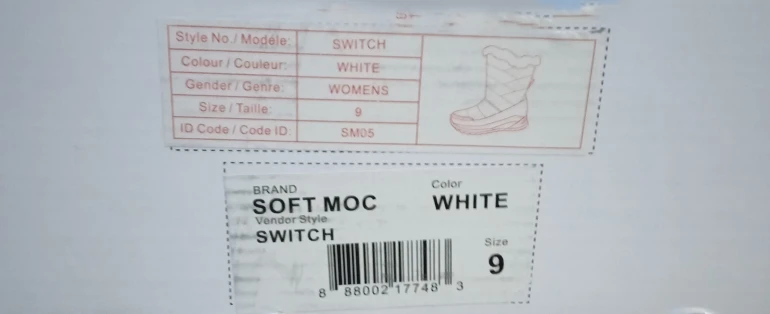 Style No./ Modéle: SWITCH
Colour / Couleur: WHITE
Gender / Genre: WOMENS
Size / Taille: 9
ID Code / Code ID: SM05
BRAND Color
SOFT MOC WHITE
Vendor Style
SWITCH
Size
9
8 88002 17748 3